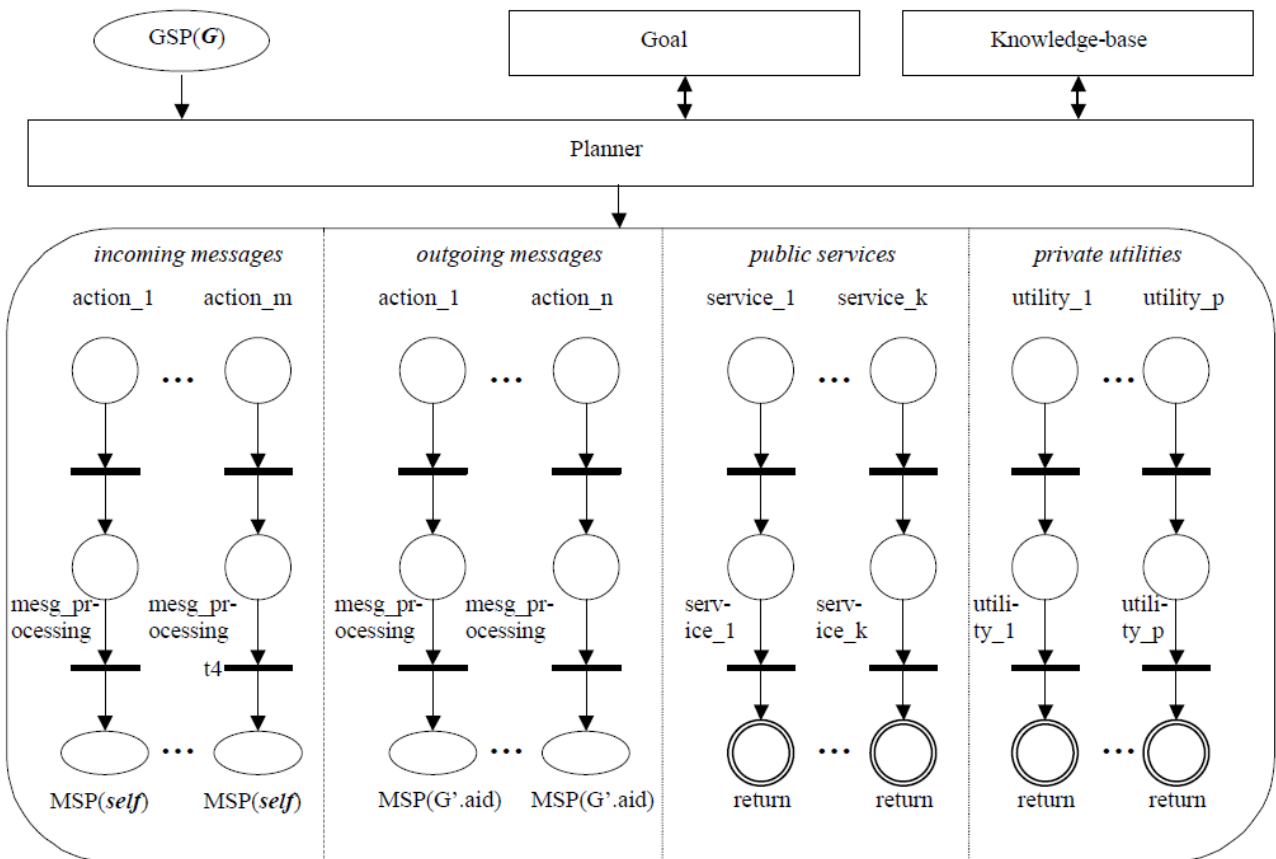 GSP(G)
Goal
Knowledge-base
Planner
incoming messages
outgoing messages
public services
private utilities
action_1
action_m
action_1
action_n
service_1
service_k
utility_1
utility_p
...
...
...
...
mesg_pr-
ocessing
mesg_pr-
ocessing
mesg_pr-
ocessing
mesg_pr-
ocessing
serv-
ice_1
serv-
ice_k
utili-
ty_1
utili-
ty_p
t4
...
...
...
...
MSP(self)
MSP(self)
MSP(G’.aid)
MSP(G’.aid)
return
return
return
return